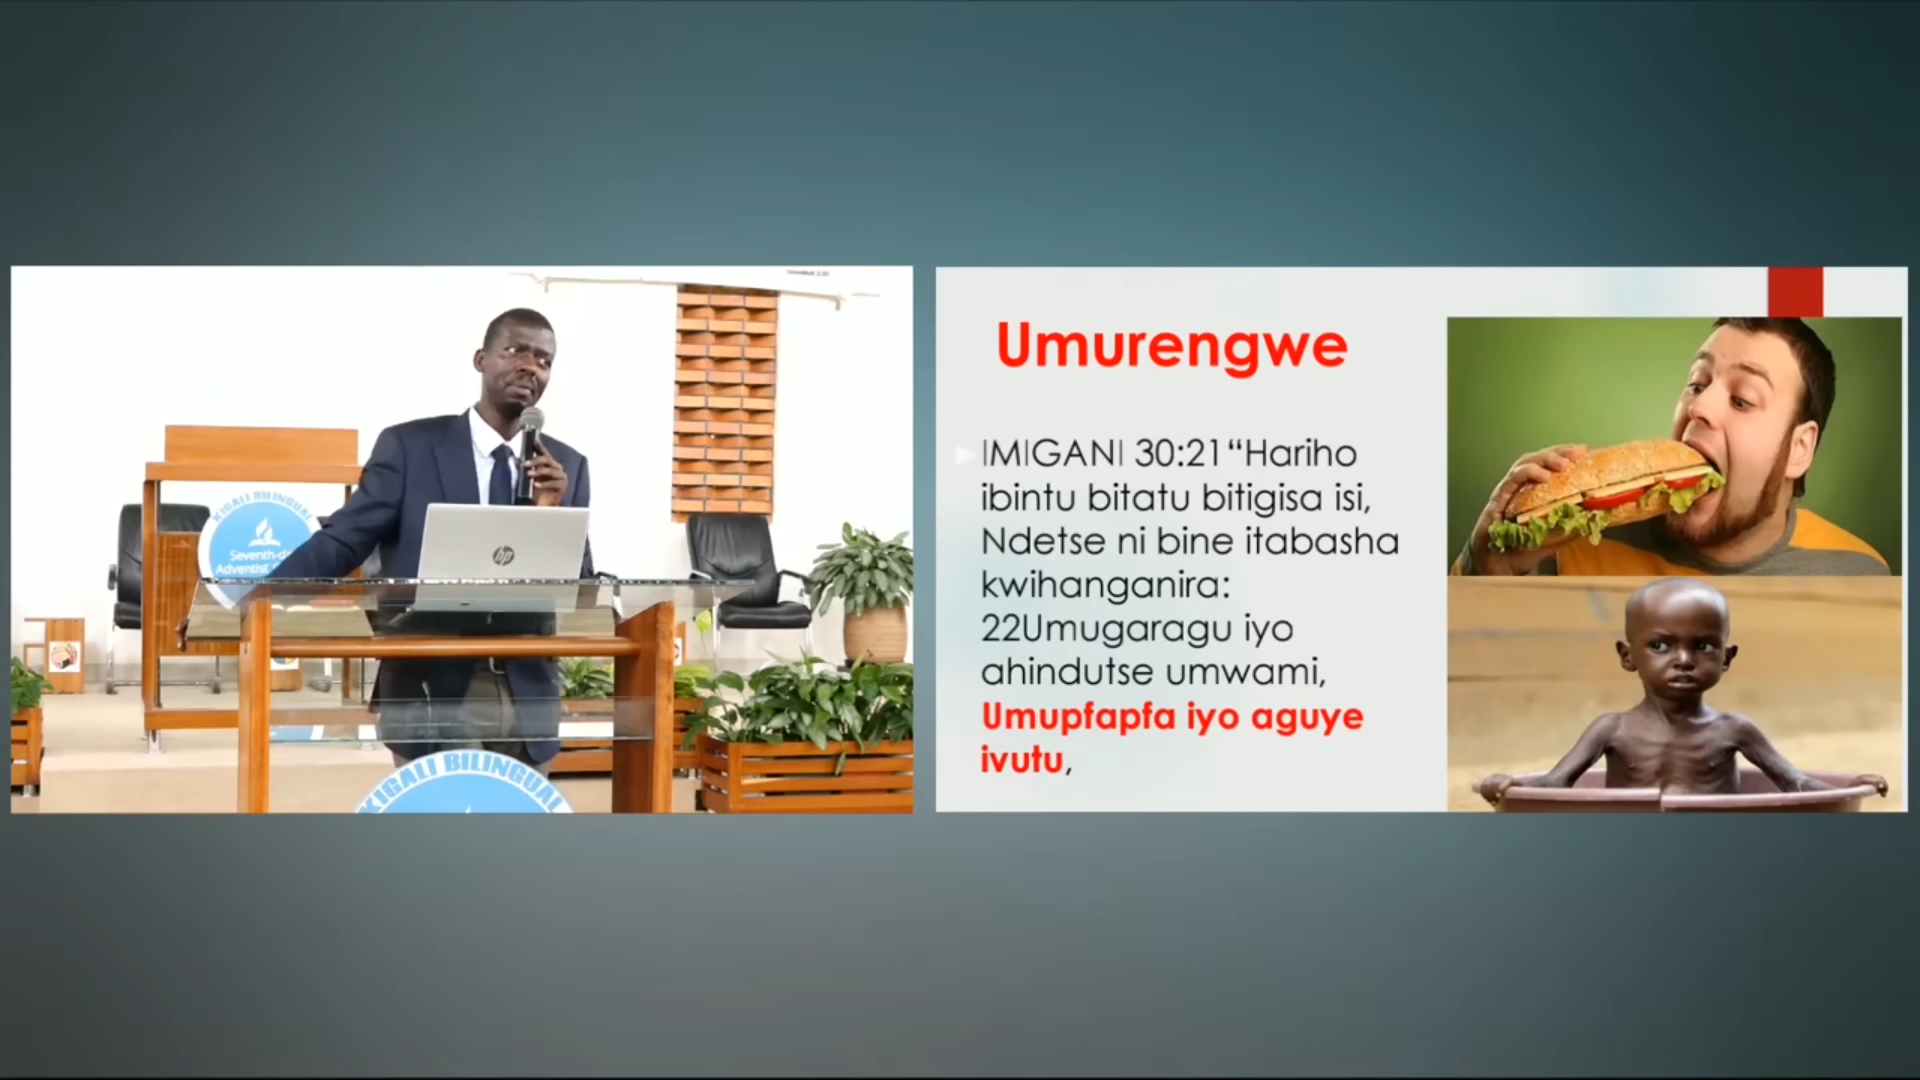 KIGALI BILINGUAL
Seventh-d
Adventist
hp
KIGALI BILINGUAL
Umurengwe
IMIGANI 30:21“Hariho
ibintu bitatu bitigisa isi,
Ndetse ni bine itabasha
kwihanganira:
22Umugaragu iyo
ahindutse umwami,
Umupfapfa iyo aguye
ivutu,